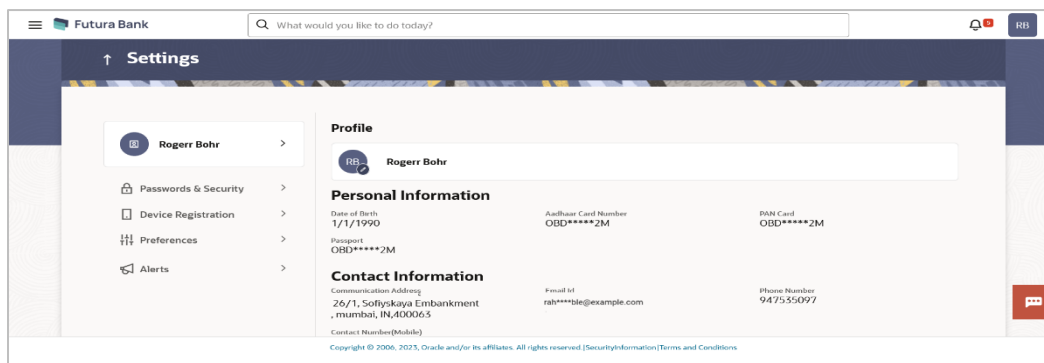 Futura Bank
What would you like to do today?
5
RB
↑ Settings
Rogerr Bohr
Passwords & Security
Device Registration
Preferences
Alerts
Profile
RB
Rogerr Bohr
Personal Information
Date of Birth
1/1/1990
Aadhaar Card Number
OBD*****2M
PAN Card
OBD*****2M
Passport
OBD*****2M
Contact Information
Communication Address
26/1, Sofiyskaya Embankment
, mumbai, IN,400063
Email Id
rah****ble@example.com
Phone Number
947535097
Contact Number(Mobile)
Copyright © 2006, 2023, Oracle and/or its affiliates. All rights reserved.|SecurityInformation|Terms and Conditions